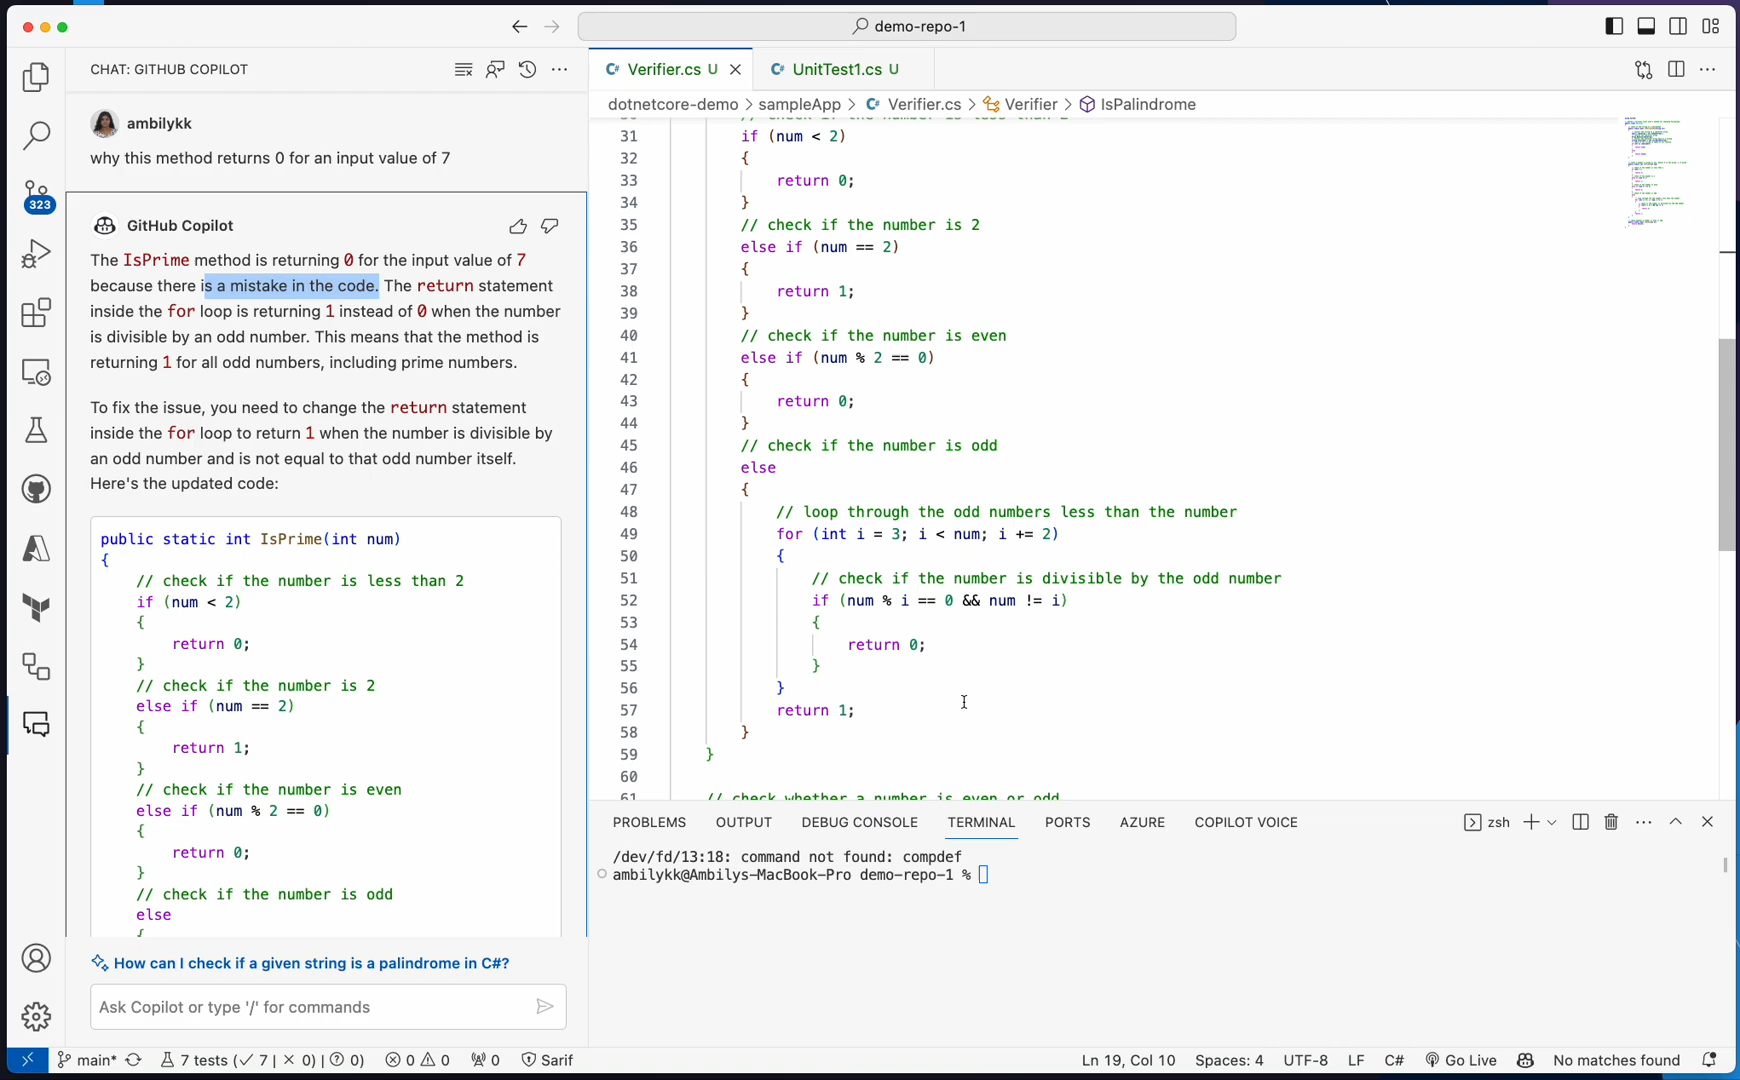 demo-repo-1
CHAT: GITHUB COPILOT
ambilykk
why this method returns 0 for an input value of 7
GitHub Copilot
The IsPrime method is returning 0 for the input value of 7
because there is a mistake in the code. The return statement
inside the for loop is returning 1 instead of 0 when the number
is divisible by an odd number. This means that the method is
returning 1 for all odd numbers, including prime numbers.
To fix the issue, you need to change the return statement
inside the for loop to return 1 when the number is divisible by
an odd number and is not equal to that odd number itself.
Here's the updated code:
public static int IsPrime(int num)
{
// check if the number is less than 2
if (num < 2)
{
return 0;
}
// check if the number is 2
else if (num == 2)
{
return 1;
}
// check if the number is even
else if (num % 2 == 0)
{
return 0;
}
// check if the number is odd
else
{
How can I check if a given string is a palindrome in C#?
Ask Copilot or type '/' for commands
323
Verifier.cs U
UnitTest1.cs U
dotnetcore-demo > sampleApp > Verifier.cs > Verifier > IsPalindrome
30 // check if the number is less than 2
31 if (num < 2)
32 {
33 return 0;
34 }
35 // check if the number is 2
36 else if (num == 2)
37 {
38 return 1;
39 }
40 // check if the number is even
41 else if (num % 2 == 0)
42 {
43 return 0;
44 }
45 // check if the number is odd
46 else
47 {
48 // loop through the odd numbers less than the number
49 for (int i = 3; i < num; i += 2)
50 {
51 // check if the number is divisible by the odd number
52 if (num % i == 0 && num != i)
53 {
54 return 0;
55 }
56 }
57 return 1;
58 }
59 }
60
61 // check whether a number is even or odd
PROBLEMS OUTPUT DEBUG CONSOLE TERMINAL PORTS AZURE COPILOT VOICE
zsh
/dev/fd/13:18: command not found: compdef
ambilykk@Ambilys-MacBook-Pro demo-repo-1 %
main* 7 tests (✓ 7 | × 0) | 0) 0 0 0 Sarif
Ln 19, Col 10 Spaces: 4 UTF-8 LF C# Go Live No matches found